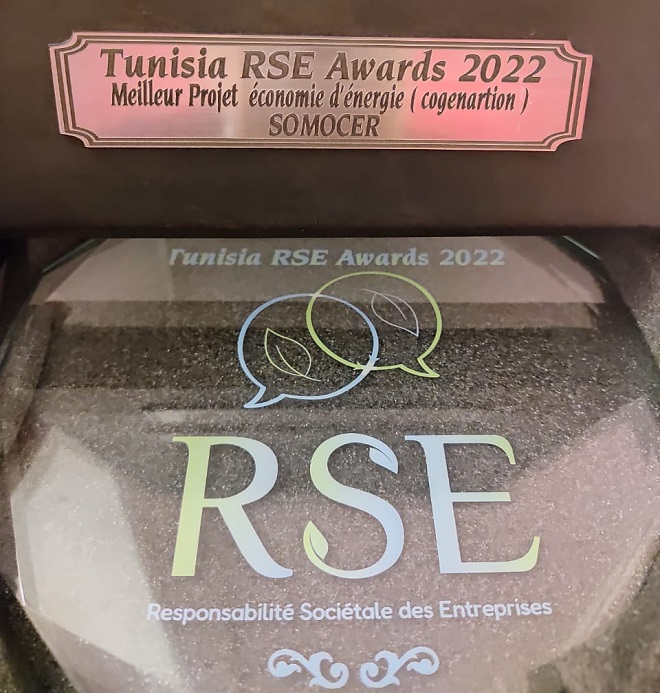 Tunisia RSE Awards 2022
Meilleur Projet économie d'énergie ( cogenartion )
SOMOCER
Tunisia RSE Awards 2022
RSE
Responsabilité Sociétale des Entreprises